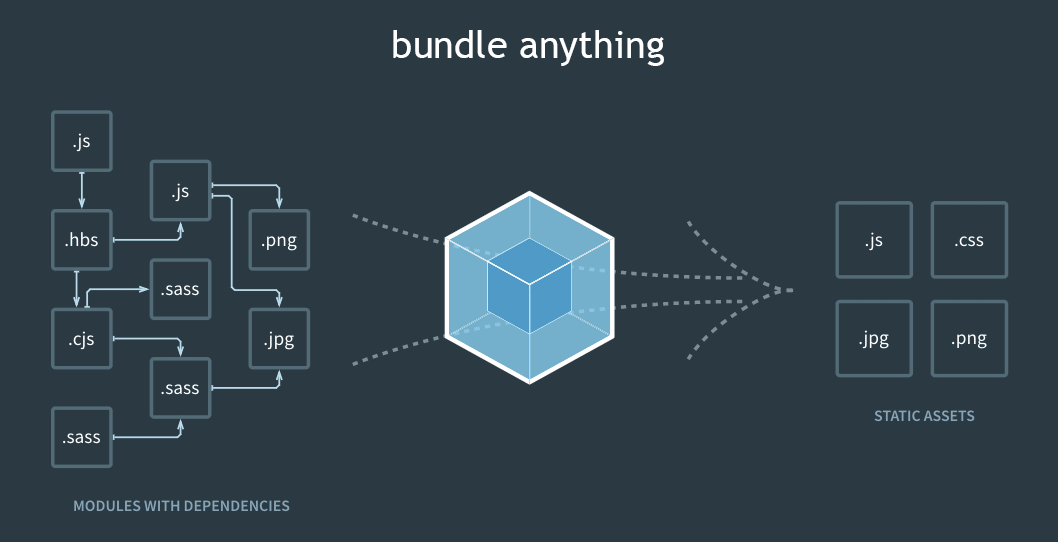 bundle anything
.js
.js
.hbs
.png
.sass
.cjs
.jpg
.sass
.sass
MODULES WITH DEPENDENCIES
.js
.css
.jpg
.png
STATIC ASSETS